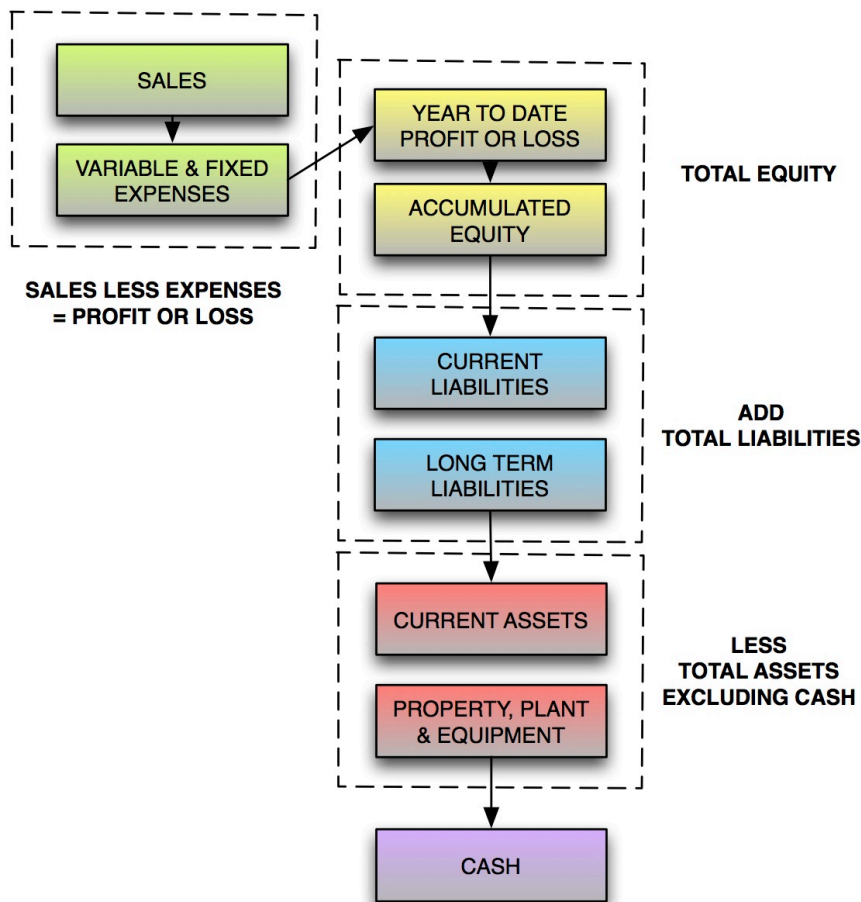 SALES
VARIABLE & FIXED
EXPENSES
SALES LESS EXPENSES
= PROFIT OR LOSS
YEAR TO DATE
PROFIT OR LOSS
ACCUMULATED
EQUITY
TOTAL EQUITY
CURRENT
LIABILITIES
LONG TERM
LIABILITIES
ADD
TOTAL LIABILITIES
CURRENT ASSETS
PROPERTY, PLANT
& EQUIPMENT
LESS
TOTAL ASSETS
EXCLUDING CASH
CASH